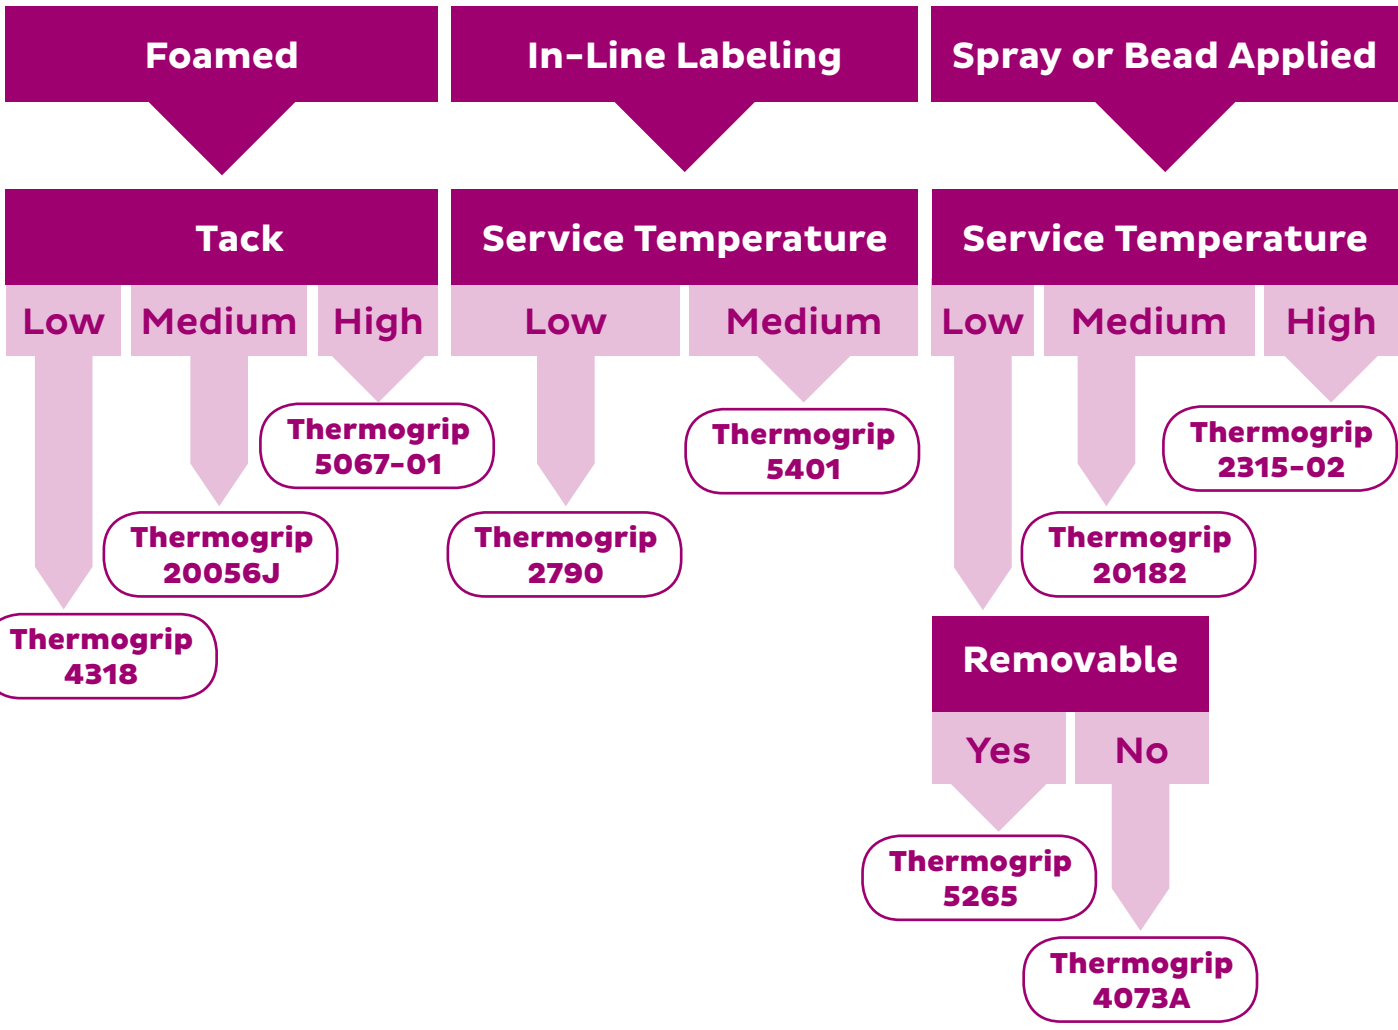 Foamed
In-Line Labeling
Spray or Bead Applied
Tack
Service Temperature
Service Temperature
Low
Medium
High
Low
Medium
Low
Medium
High
Thermogrip
5067-01
Thermogrip
5401
Thermogrip
2315-02
Thermogrip
20056J
Thermogrip
2790
Thermogrip
20182
Thermogrip
4318
Removable
Yes
No
Thermogrip
5265
Thermogrip
4073A